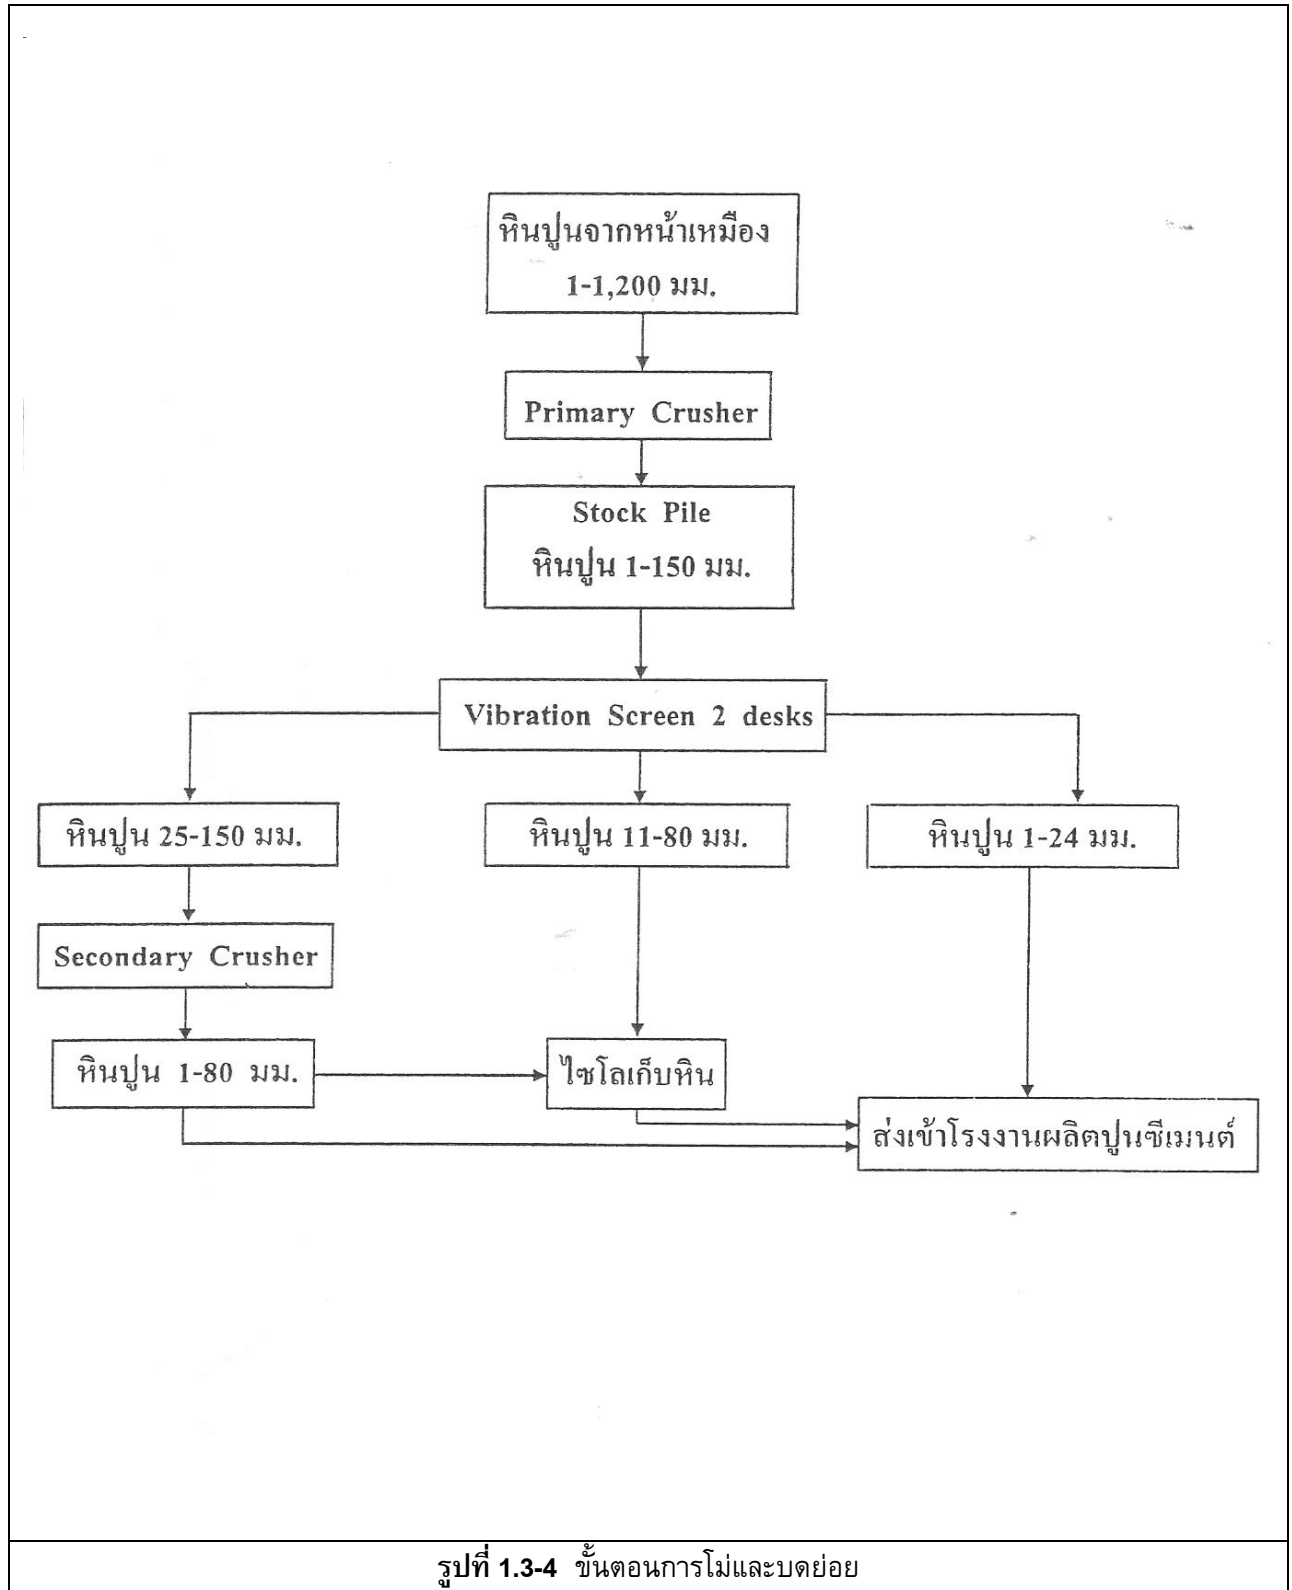 หินปูนจากหน้าเหมือง
1-1,200 มม.
Primary Crusher
Stock Pile
หินปูน 1-150 มม.
Vibration Screen 2 desks
หินปูน 25-150 มม.
หินปูน 11-80 มม.
หินปูน 1-24 มม.
Secondary Crusher
หินปูน 1-80 มม.
ไซโลเก็บหิน
ส่งเข้าโรงงานผลิตปูนซีเมนต์
รูปที่ 1.3-4 ขั้นตอนการโม่และบดย่อย